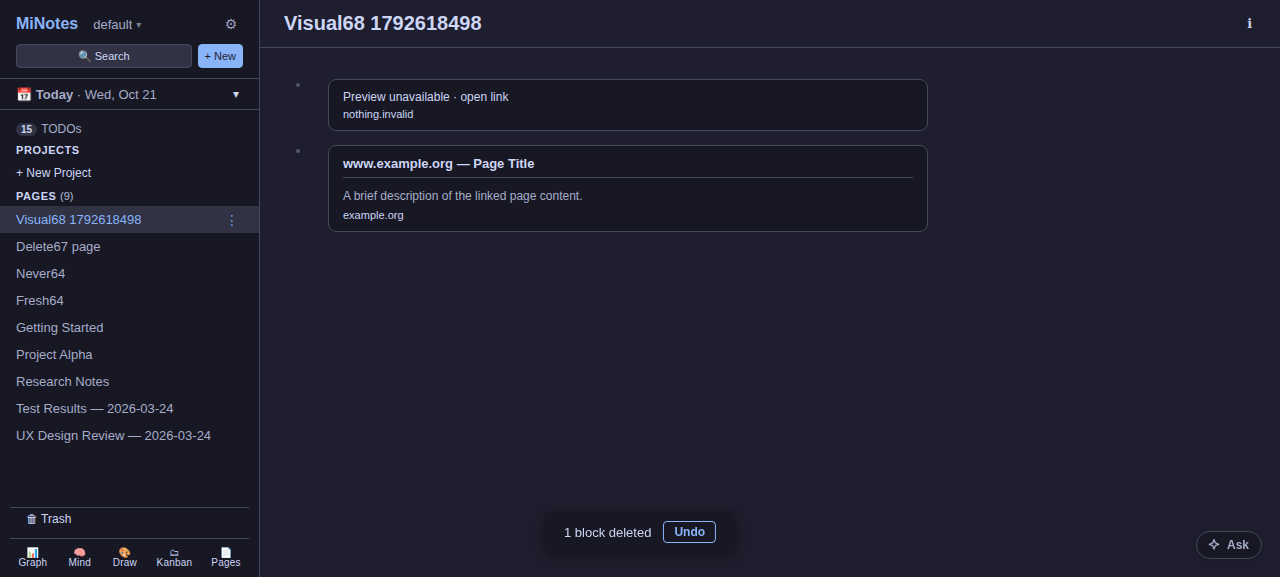 MiNotes default ▾ ⚙
🔍 Search + New
📅 Today · Wed, Oct 21 ▾
15 TODOs
PROJECTS
+ New Project
PAGES (9)
Visual68 1792618498 ⋮
Delete67 page
Never64
Fresh64
Getting Started
Project Alpha
Research Notes
Test Results — 2026-03-24
UX Design Review — 2026-03-24
🗑 Trash
📊 Graph 🧠 Mind 🎨 Draw 🗂 Kanban 📄 Pages
Visual68 1792618498 ℹ
Preview unavailable · open link
nothing.invalid
www.example.org — Page Title
A brief description of the linked page content.
example.org
1 block deleted Undo
Ask